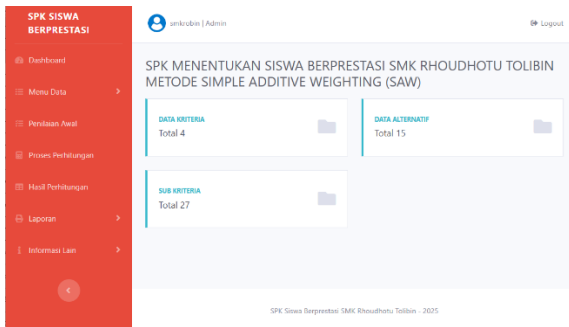 SPK SISWA
BERPRESTASI
smkrobin | Admin
Logout
Dashboard
Menu Data
Penilaian Awal
Proses Perhitungan
Hasil Perhitungan
Laporan
Informasi Lain
SPK MENENTUKAN SISWA BERPRESTASI SMK RHOUDHOTU TOLIBIN
METODE SIMPLE ADDITIVE WEIGHTING (SAW)
DATA KRITERIA
Total 4
DATA ALTERNATIF
Total 15
SUB KRITERIA
Total 27
SPK Siswa Berprestasi SMK Rhoudhotu Tolibin - 2025